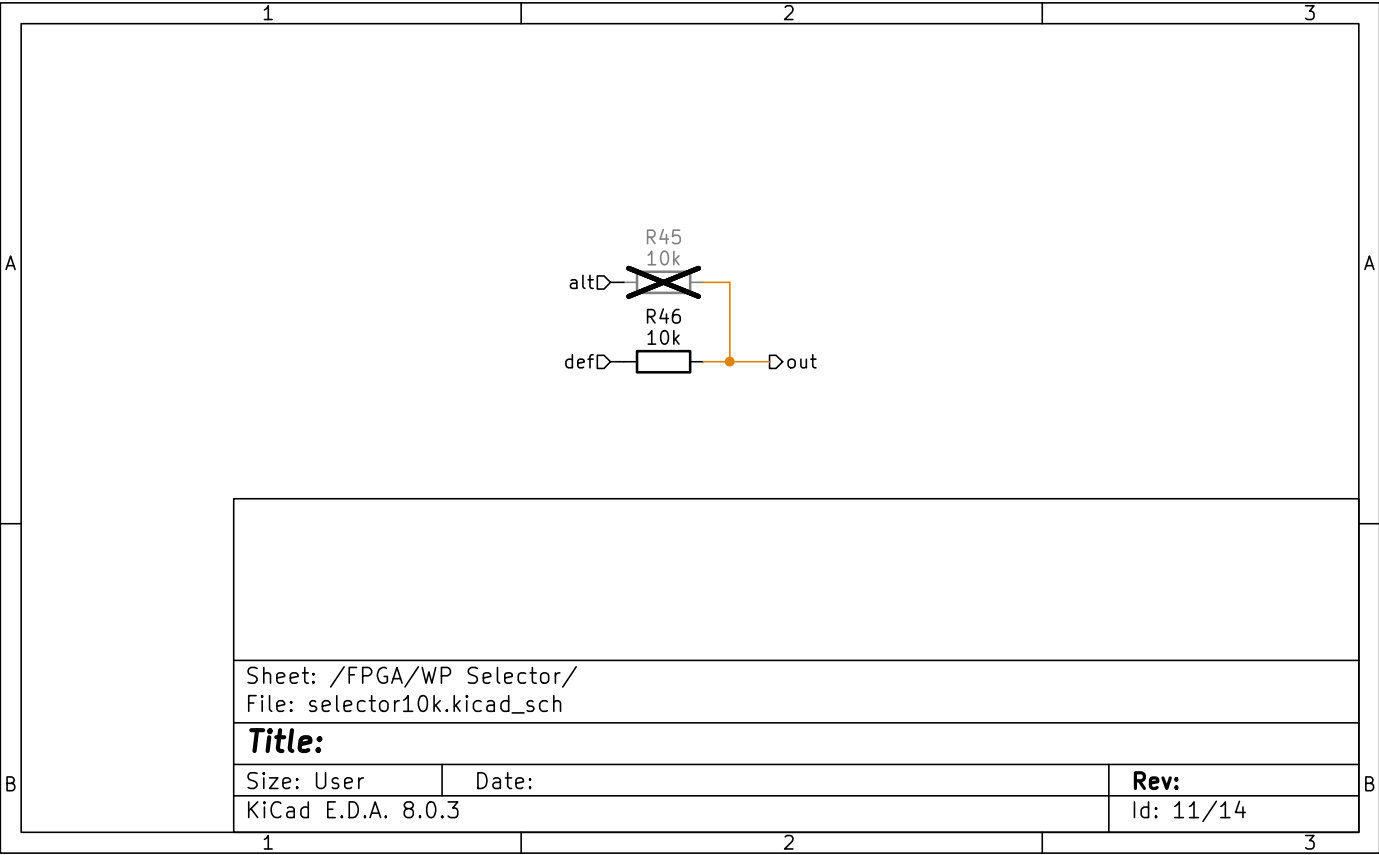 1 2 3
A A
R45
10k
alt
R46
10k
def out
Sheet: /FPGA/WP Selector/
File: selector10k.kicad_sch
Title:
Size: User Date: Rev:
B B
KiCad E.D.A. 8.0.3 Id: 11/14
1 2 3